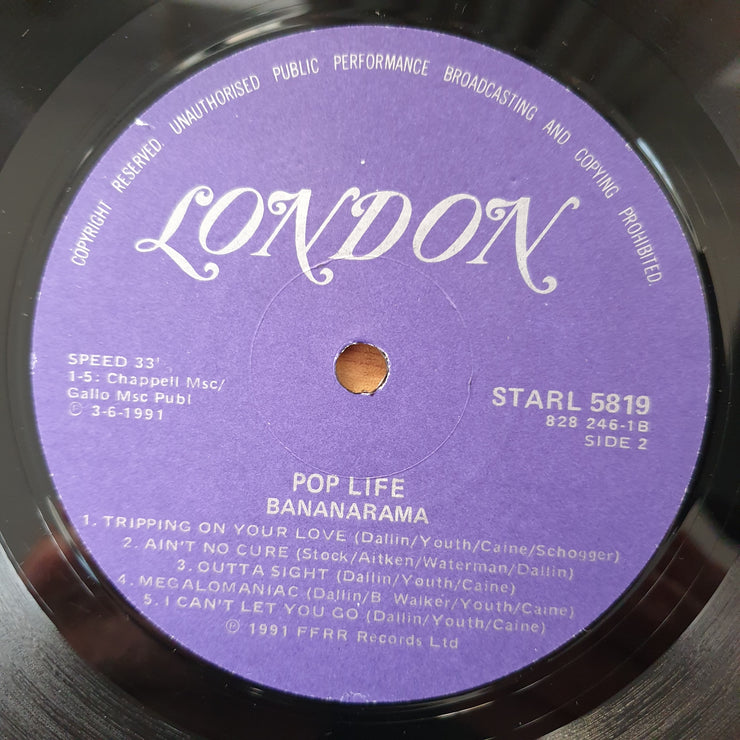 COPYRIGHT RESERVED. UNAUTHORISED PUBLIC PERFORMANCE BROADCASTING AND COPYING PROHIBITED.
LONDON
SPEED 33'
1-5: Chappell Msc/
Gallo Msc Publ
℗ 3-6-1991
STARL 5819
828 246-1B
SIDE 2
POP LIFE
BANANARAMA
1. TRIPPING ON YOUR LOVE (Dallin/Youth/Caine/Schogger)
2. AIN'T NO CURE (Stock/Aitken/Waterman/Dallin)
3. OUTTA SIGHT (Dallin/Youth/Caine)
4. MEGALOMANIAC (Dallin/B Walker/Youth/Caine)
5. I CAN'T LET YOU GO (Dallin/Youth/Caine)
℗ 1991 FFRR Records Ltd